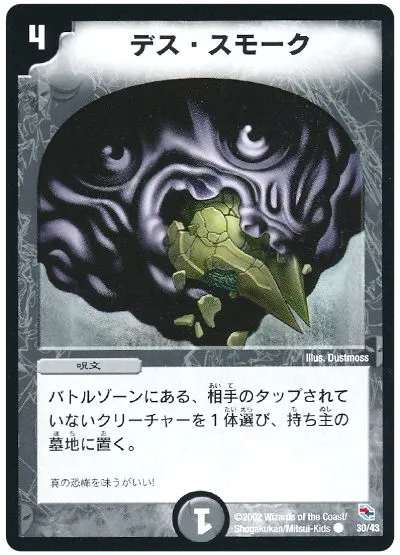 4
デス・スモーク
Illus. Dustmoss
呪文
バトルゾーンにある、相手のタップされて
いないクリーチャーを1体選び、持ち主の
墓地に置く。
真の恐怖を味うがいい!
1
©2002 Wizards of the Coast/
Shogakukan/Mitsui-Kids
30/43